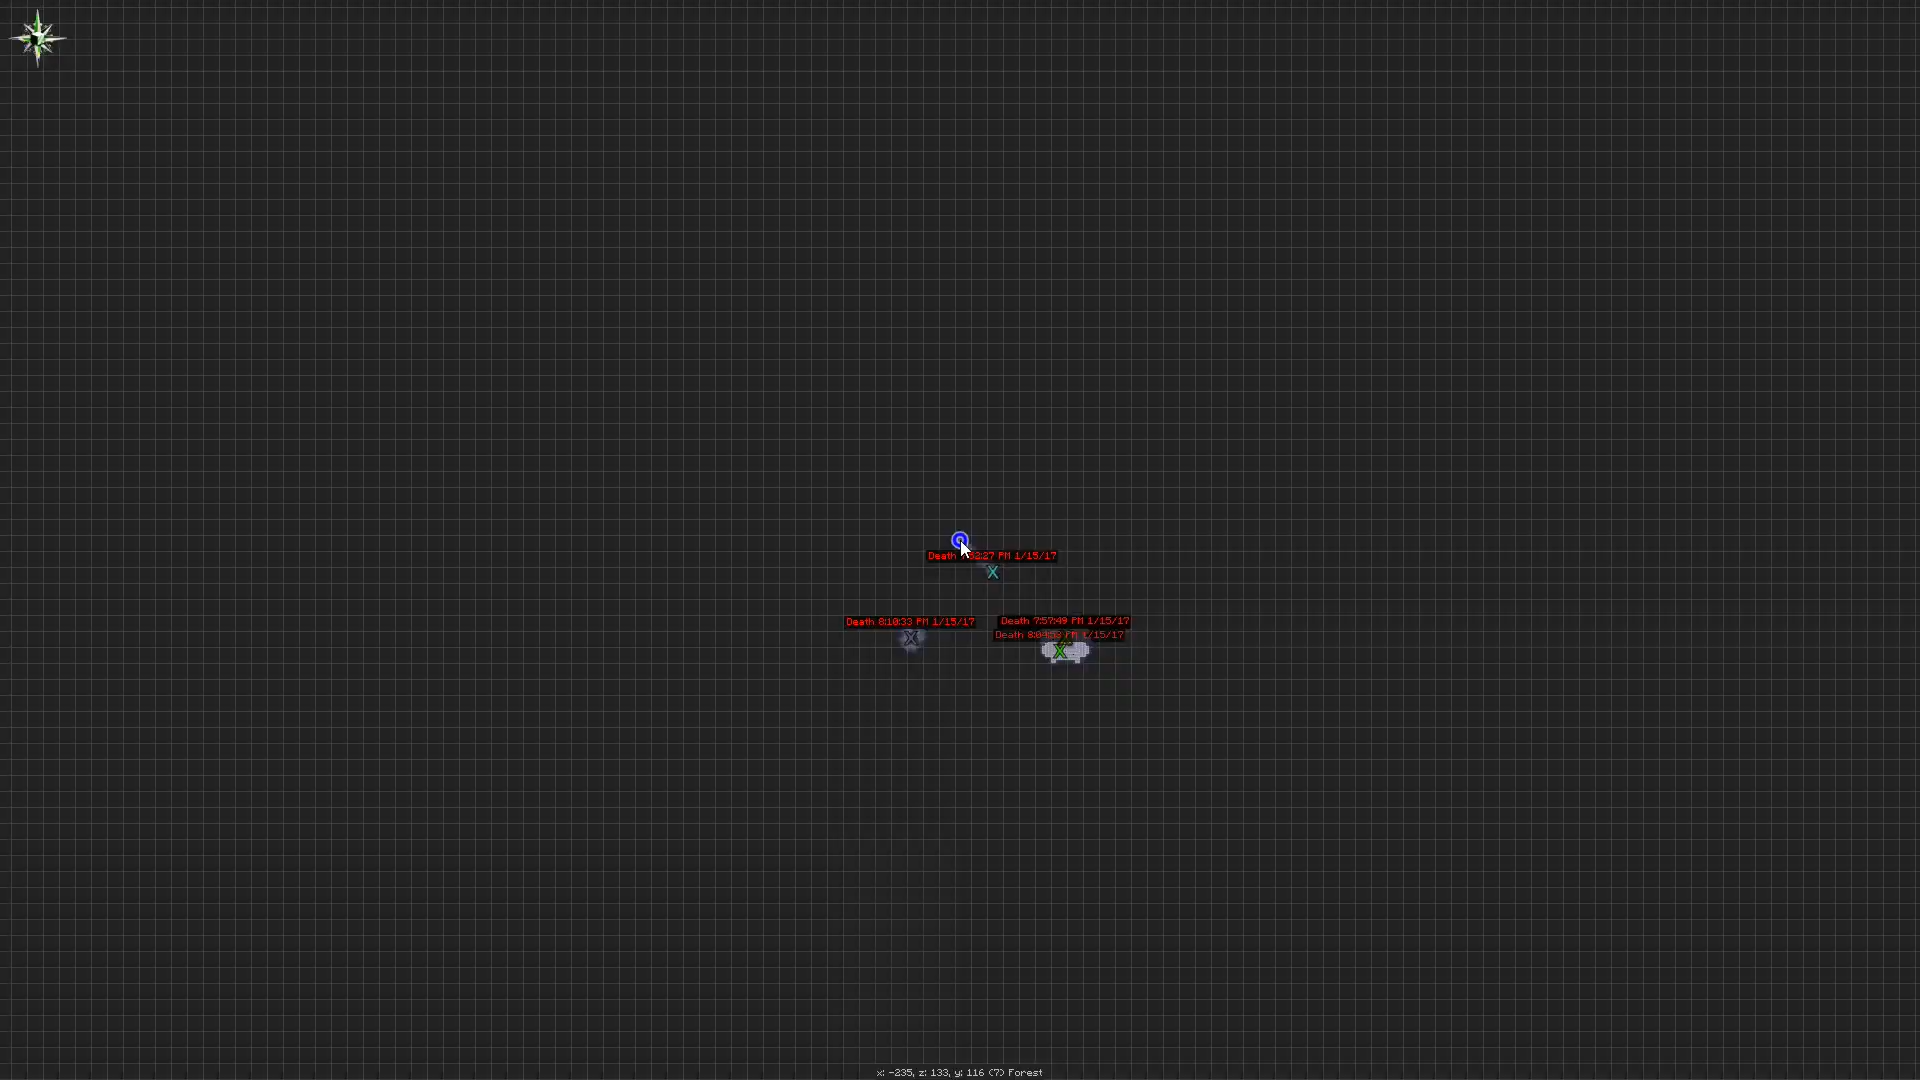 Death :27 PM 1/15/17
Death 8:10:33 PM 1/15/17
Death 7:57:49 PM 1/15/17
Death PM 1/15/17
x: -235, z: 133, y: 116 (7) Forest